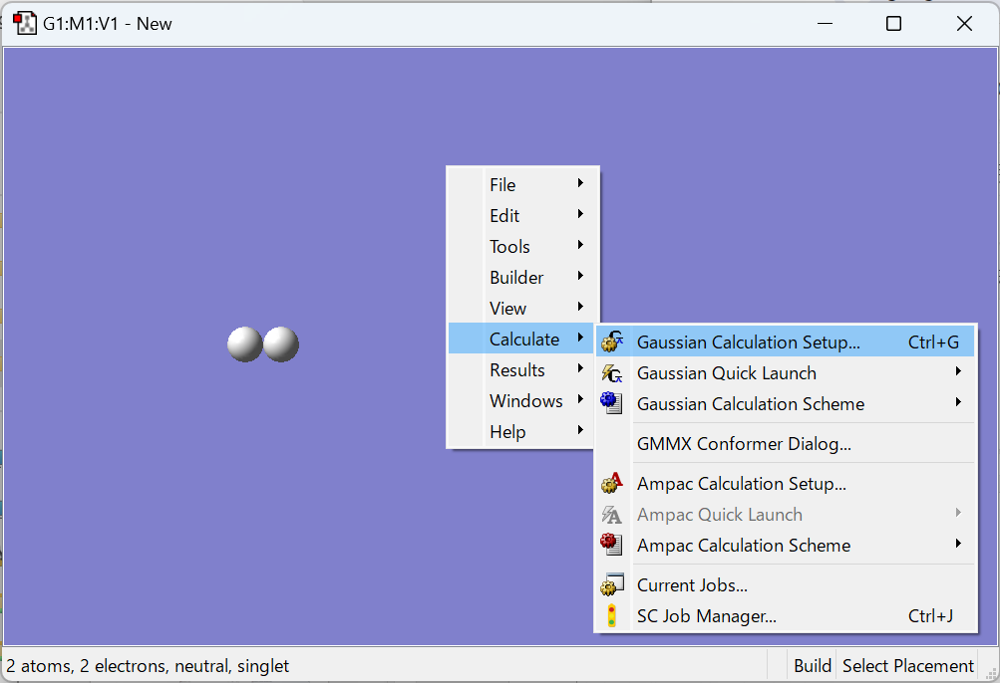 G1:M1:V1 - New
File
Edit
Tools
Builder
View
Calculate
Results
Windows
Help
Gaussian Calculation Setup... Ctrl+G
Gaussian Quick Launch
Gaussian Calculation Scheme
GMMX Conformer Dialog...
Ampac Calculation Setup...
Ampac Quick Launch
Ampac Calculation Scheme
Current Jobs...
SC Job Manager... Ctrl+J
2 atoms, 2 electrons, neutral, singlet Build Select Placement